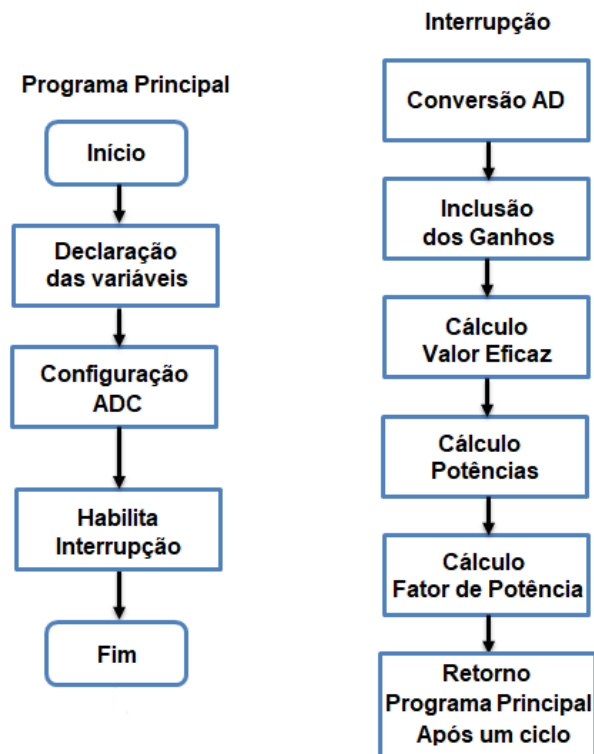 Programa Principal
Início
Declaração
das variáveis
Configuração
ADC
Habilita
Interrupção
Fim
Interrupção
Conversão AD
Inclusão
dos Ganhos
Cálculo
Valor Eficaz
Cálculo
Potências
Cálculo
Fator de Potência
Retorno
Programa Principal
Após um ciclo